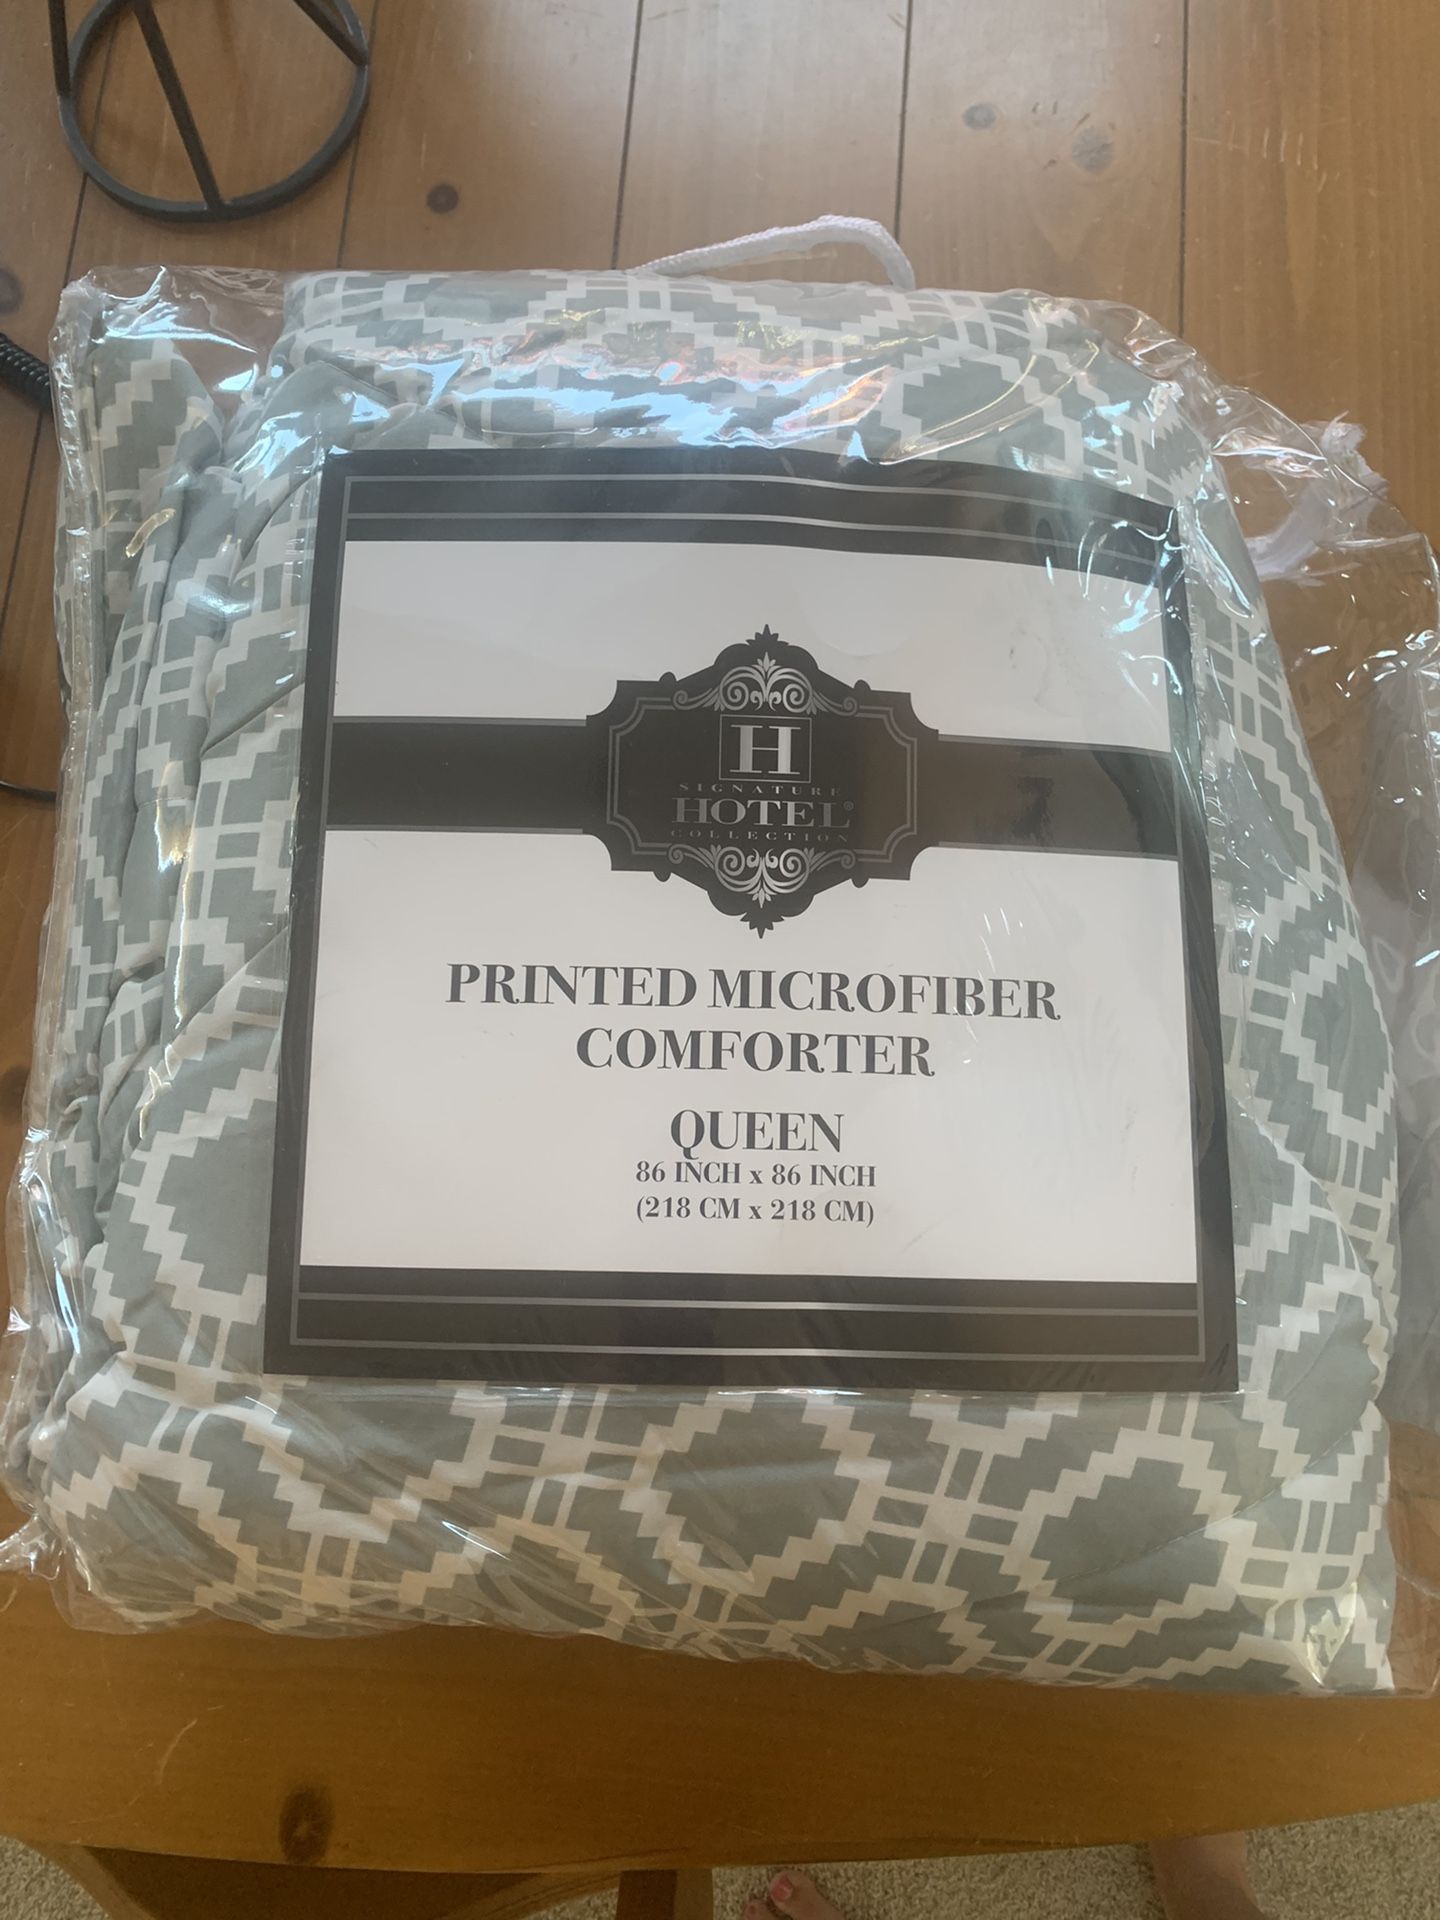 H
SIGNATURE
HOTEL®
COLLECTION
PRINTED MICROFIBER
COMFORTER
QUEEN
86 INCH x 86 INCH
(218 CM x 218 CM)